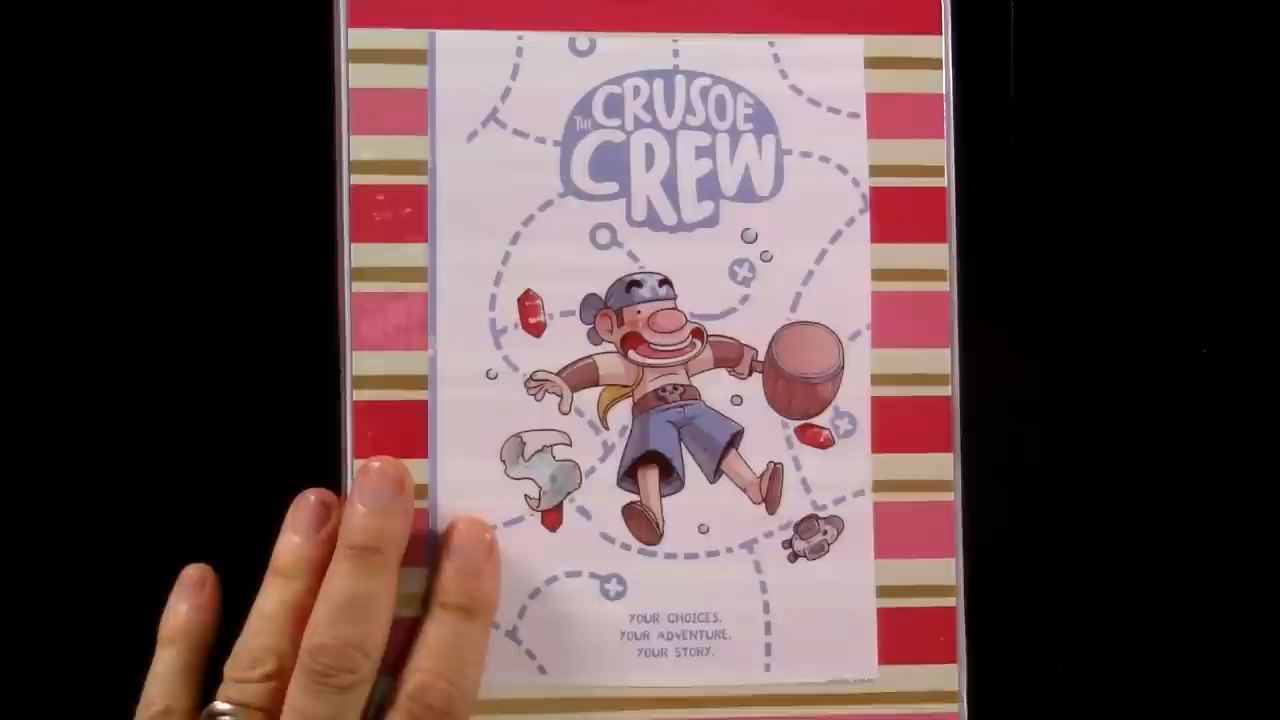 THE CRUSOE
CREW
YOUR CHOICES.
YOUR ADVENTURE.
YOUR STORY.